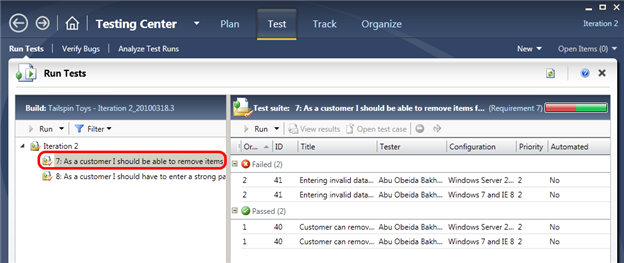 Testing Center
Plan
Test
Track
Organize
Iteration 2
Run Tests
Verify Bugs
Analyze Test Runs
New
Open Items (0)
Run Tests
Build: Tailspin Toys - Iteration 2_20100318.3
Run
Filter
Iteration 2
7: As a customer I should be able to remove items
8: As a customer I should have to enter a strong pa
Test suite: 7: As a customer I should be able to remove items f... (Requirement 7)
Run
View results
Open test case
Or... ID Title Tester Configuration Priority Automated
Failed (2)
2 41 Entering invalid data... Abu Obeida Bakh... Windows Server 2... 2 No
2 41 Entering invalid data... Abu Obeida Bakh... Windows 7 and IE 8 2 No
Passed (2)
1 40 Customer can remov... Abu Obeida Bakh... Windows Server 2... 2 No
1 40 Customer can remov... Abu Obeida Bakh... Windows 7 and IE 8 2 No